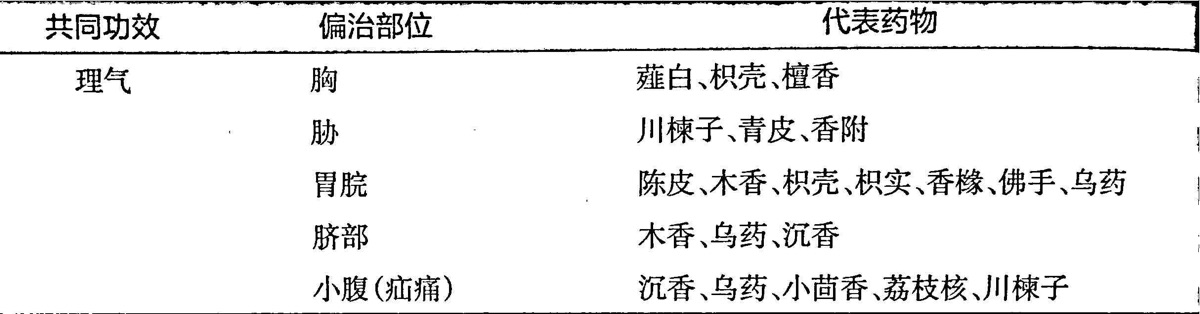 共同功效 偏治部位 代表药物
理气 胸 薤白、枳壳、檀香
胁 川楝子、青皮、香附
胃脘 陈皮、木香、枳壳、枳实、香橼、佛手、乌药
脐部 木香、乌药、沉香
小腹(疝痛) 沉香、乌药、小茴香、荔枝核、川楝子